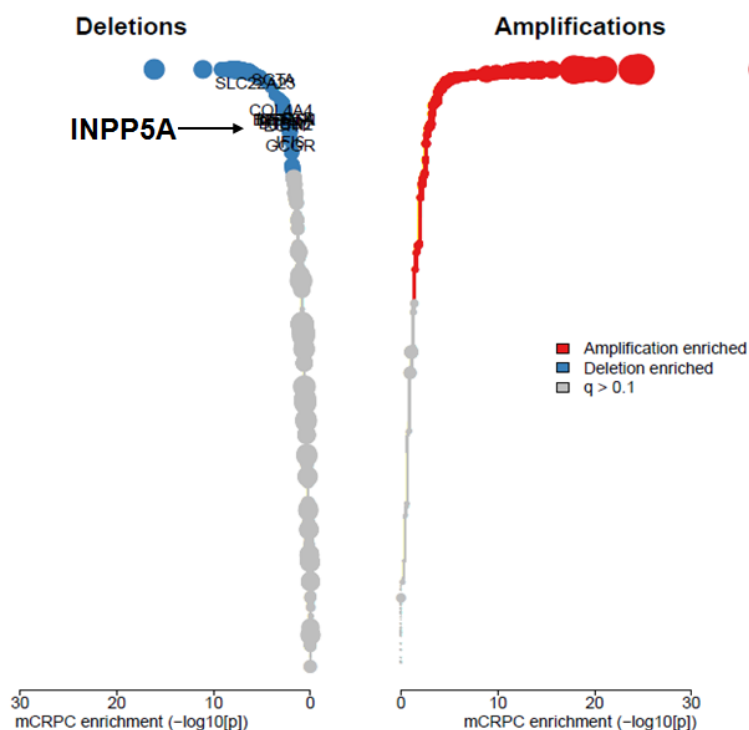 Deletions
Amplifications
SGTA
SLC22A23
COL4A4
INPP5A
GCGR
Amplification enriched
Deletion enriched
q > 0.1
30
20
10
0
0
10
20
30
mCRPC enrichment (−log10[p])
mCRPC enrichment (−log10[p])